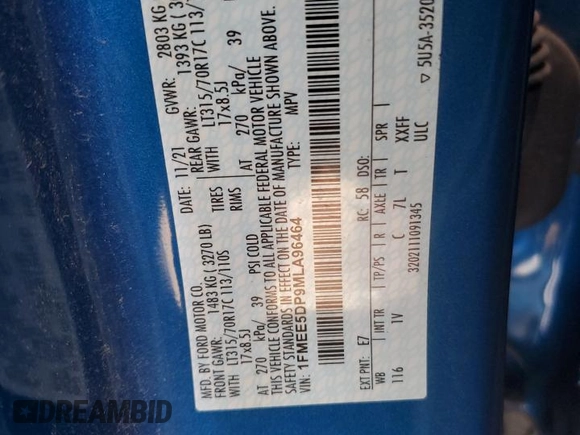 MFD. BY FORD MOTOR CO.
DATE: 11/21 GVWR: 2803 KG
FRONT GAWR: 1483 KG (3270 LB) REAR GAWR: 1393 KG
WITH LT315/70R17C 113/110S TIRES WITH LT315/70R17C 113/
17x8.5J RIMS 17x8.5J
AT 270 kPa/ 39 PSI COLD AT 270 kPa/ 39
THIS VEHICLE CONFORMS TO ALL APPLICABLE FEDERAL MOTOR VEHICLE
SAFETY STANDARDS IN EFFECT ON THE DATE OF MANUFACTURE SHOWN ABOVE.
VIN: 1FMEE5DP9MLA96464 TYPE: MPV
EXT PNT: E7 RC: 58 DSO:
WB INT TR TP/PS R AXLE TR SPR
116 1V C 7L T XXFF
3202111091345 ULC
▽ 5U5A-3520
DREAMBID